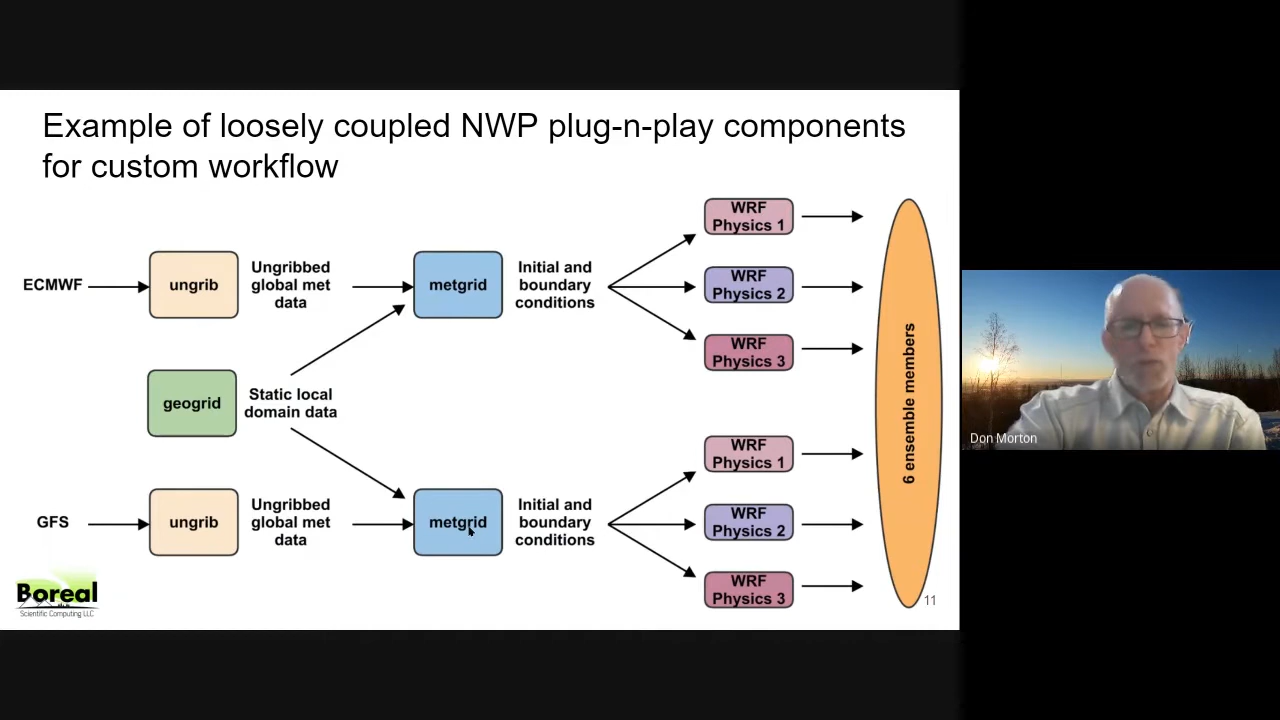 Example of loosely coupled NWP plug-n-play components
for custom workflow
ECMWF
ungrib
Ungribbed
global met
data
metgrid
Initial and
boundary
conditions
WRF
Physics 1
WRF
Physics 2
WRF
Physics 3
geogrid
Static local
domain data
GFS
ungrib
Ungribbed
global met
data
metgrid
Initial and
boundary
conditions
WRF
Physics 1
WRF
Physics 2
WRF
Physics 3
6 ensemble members
Boreal
Scientific Computing LLC
11
Don Morton